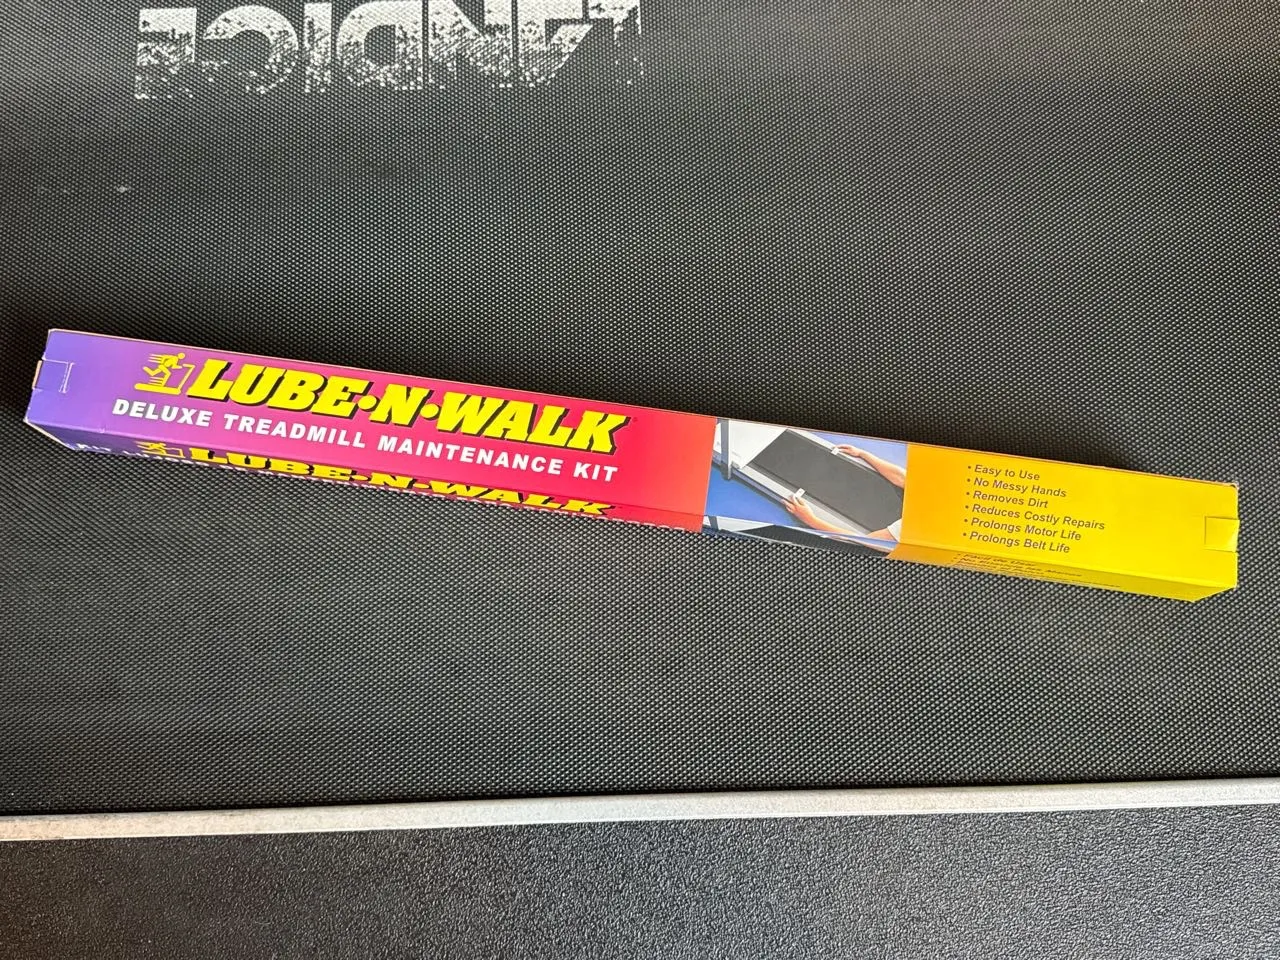 LANDICE
LUBE•N•WALK
DELUXE TREADMILL MAINTENANCE KIT
LUBE•N•WALK
• Easy to Use
• No Messy Hands
• Removes Dirt
• Reduces Costly Repairs
• Prolongs Motor Life
• Prolongs Belt Life